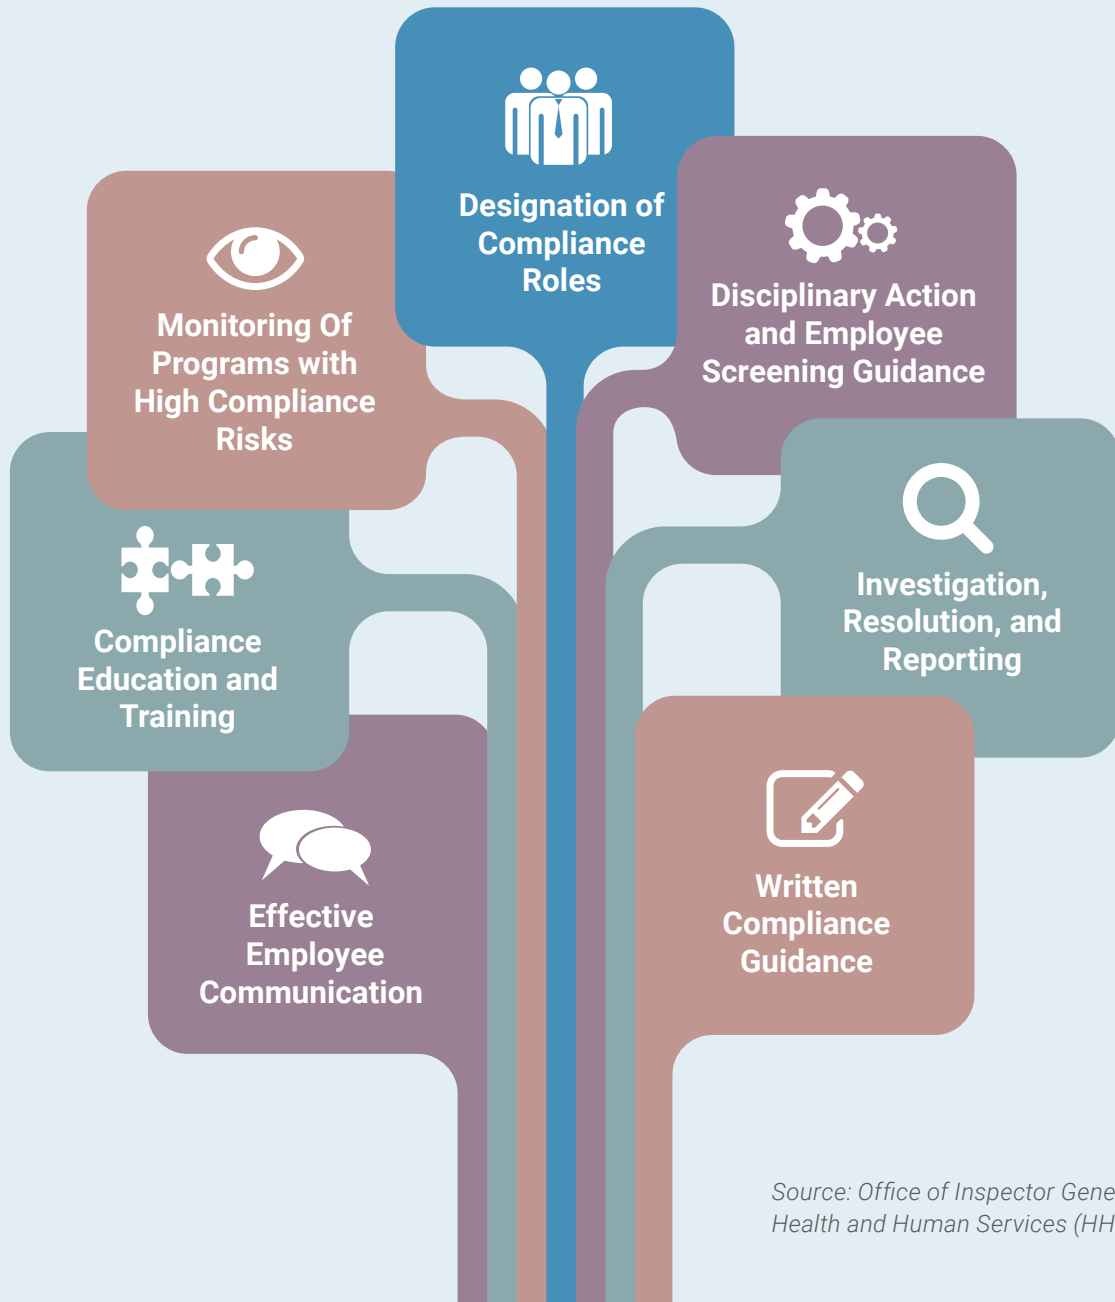 Designation of
Compliance
Roles
Disciplinary Action
and Employee
Screening Guidance
Monitoring Of
Programs with
High Compliance
Risks
Investigation,
Resolution, and
Reporting
Compliance
Education and
Training
Written
Compliance
Guidance
Effective
Employee
Communication
Source: Office of Inspector Gene
Health and Human Services (HH